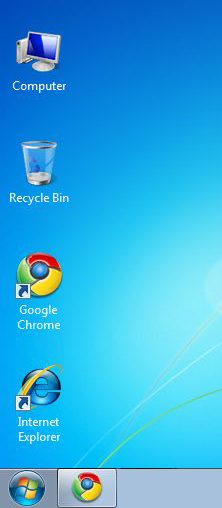 Computer
Recycle Bin
Google
Chrome
Internet
Explorer